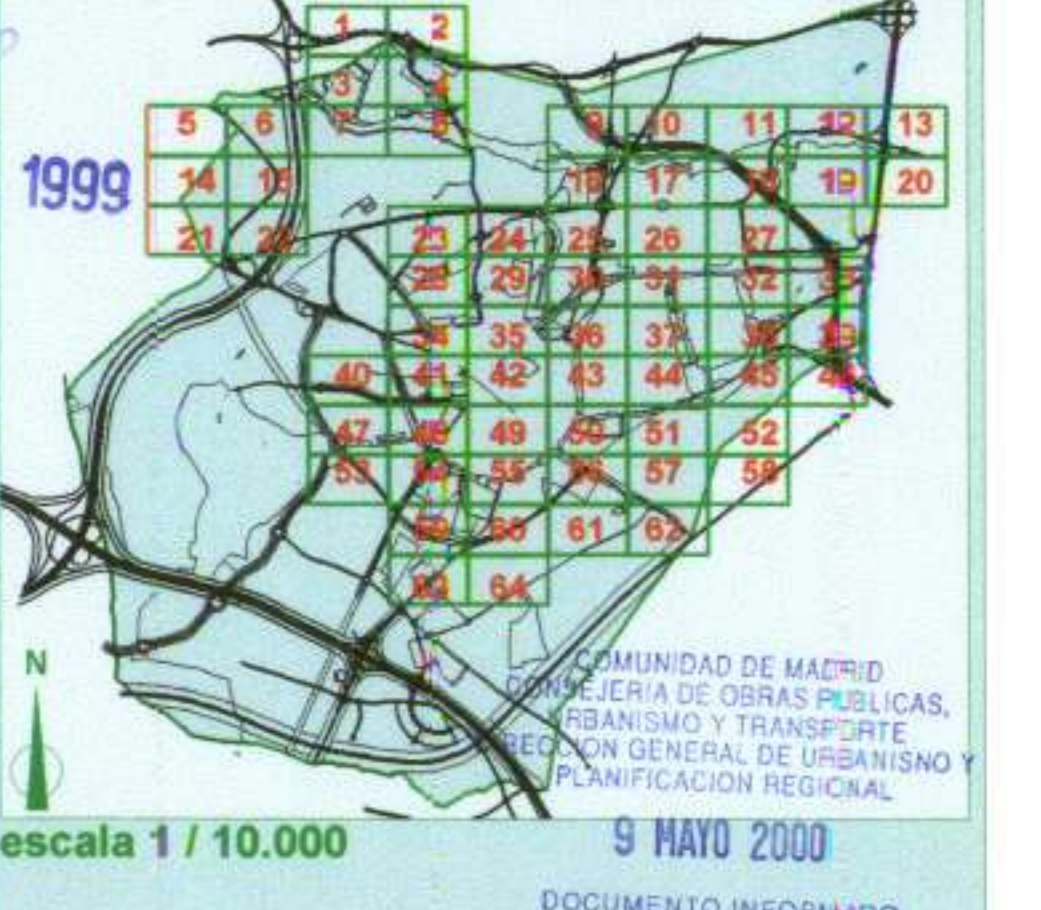 1 2
3 4
5 6 7 8 9 10 11 12 13
1999
14 15 16 17 18 19 20
21 22 23 24 25 26 27
28 29 30 31 32 33
34 35 36 37 38 39
40 41 42 43 44 45 46
47 48 49 50 51 52
53 54 55 56 57 58
59 60 61 62
63 64
N
COMUNIDAD DE MADRID
CONSEJERIA DE OBRAS PUBLICAS,
URBANISMO Y TRANSPORTE
RECCION GENERAL DE URBANISNO Y
PLANIFICACION REGIONAL
escala 1 / 10.000
9 MAYO 2000
DOCUMENTO INFORMADO